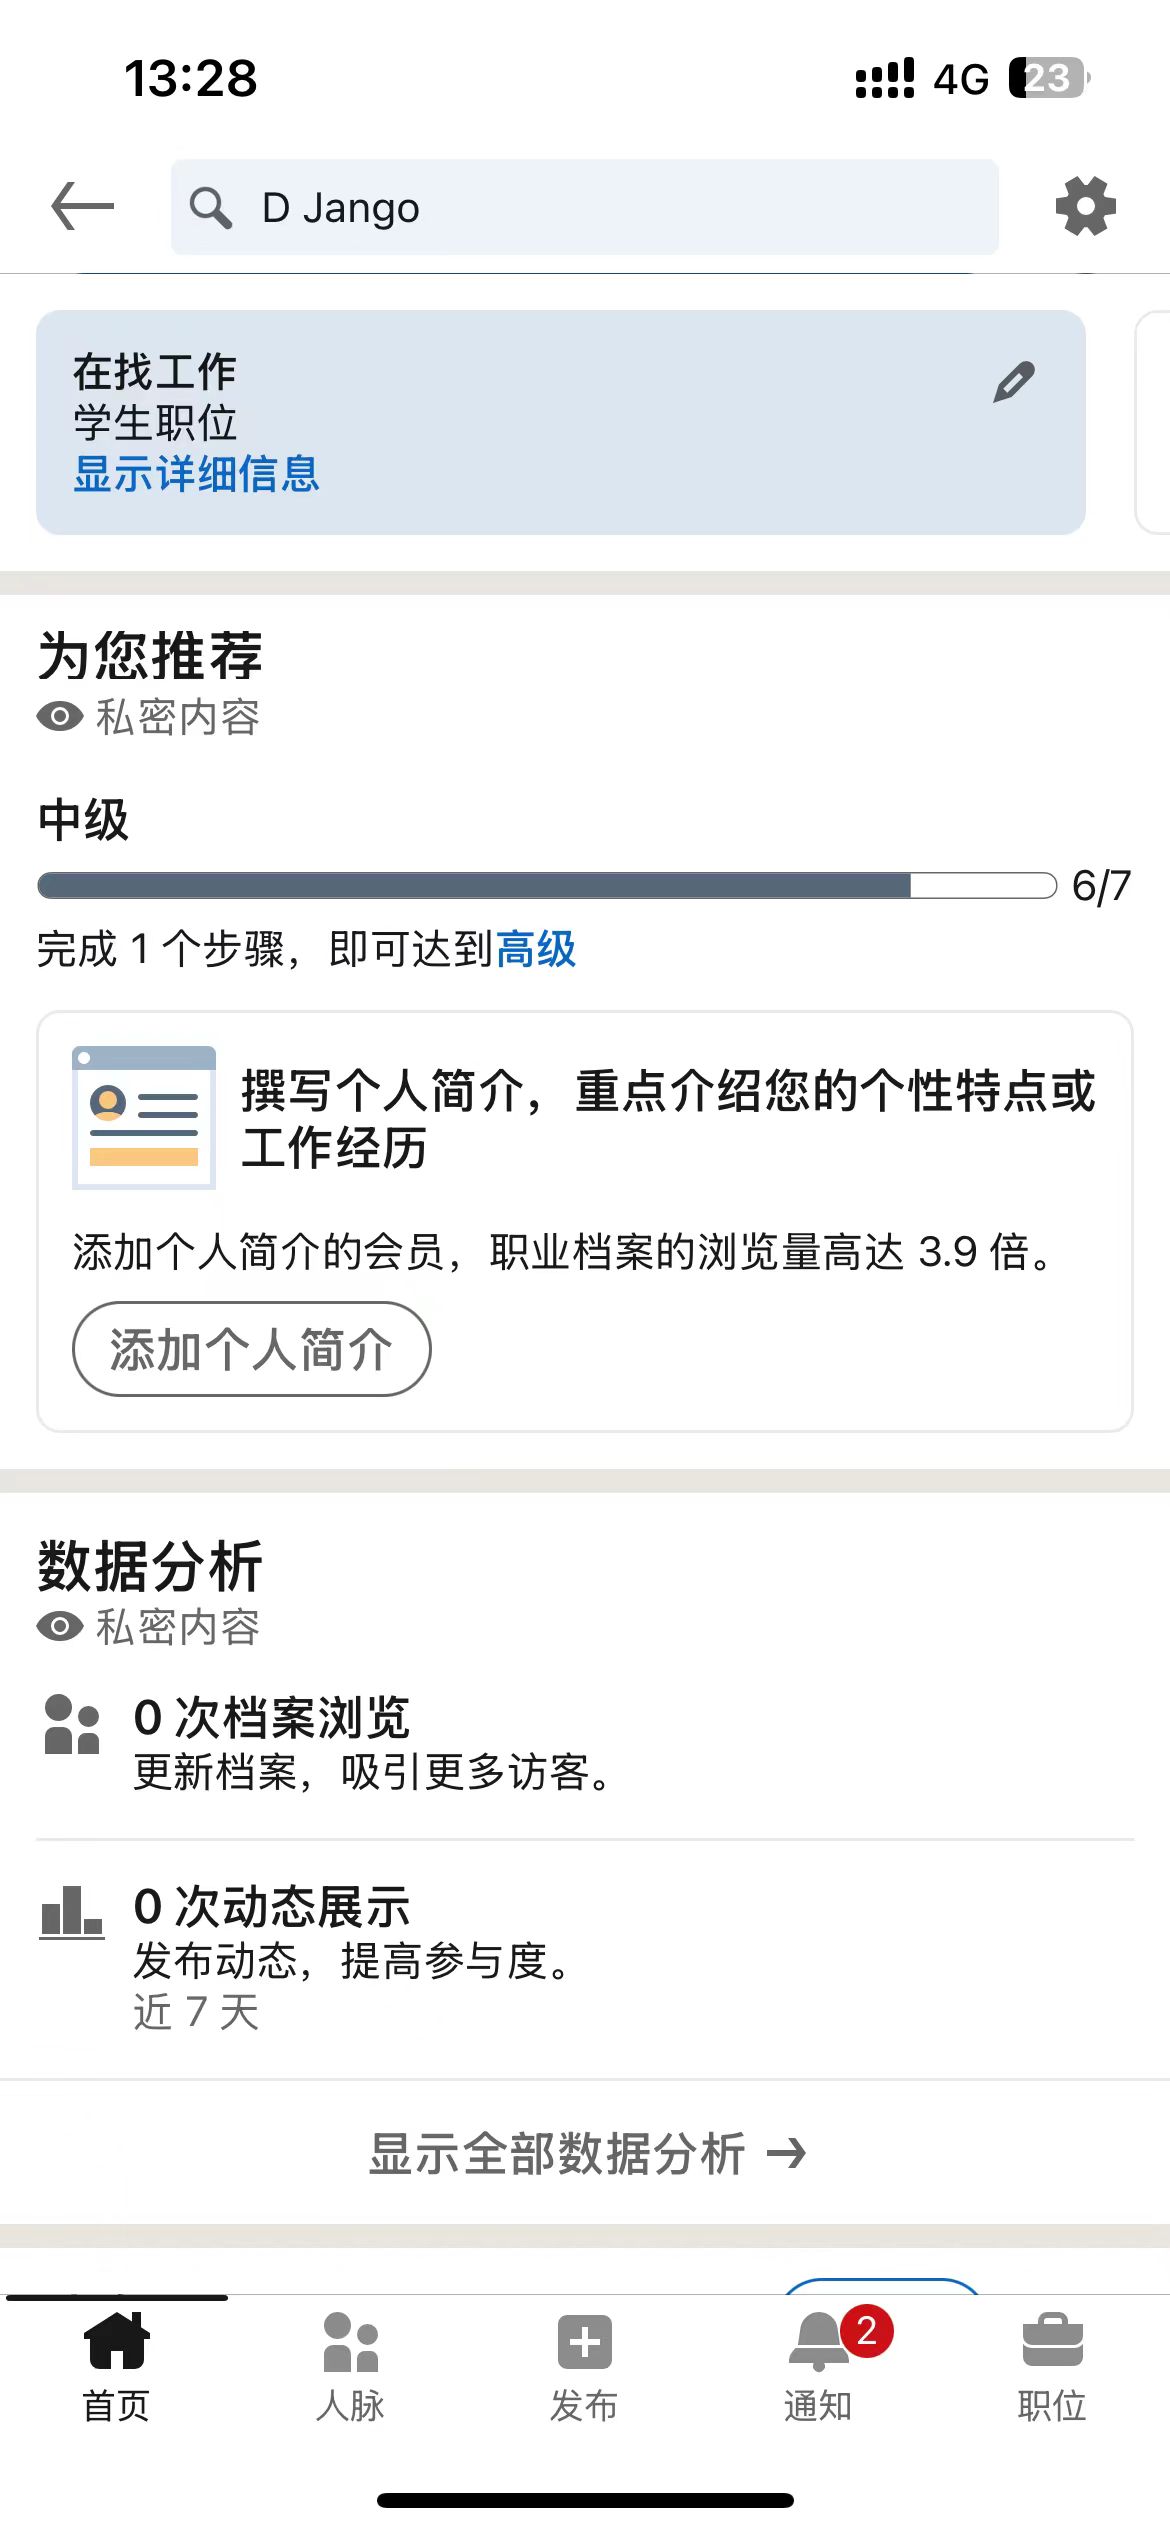 13:28
4G 23
D Jango
在找工作
学生职位
显示详细信息
为您推荐
私密内容
中级
6/7
完成 1 个步骤，即可达到高级
撰写个人简介，重点介绍您的个性特点或
工作经历
添加个人简介的会员，职业档案的浏览量高达 3.9 倍。
添加个人简介
数据分析
私密内容
0 次档案浏览
更新档案，吸引更多访客。
0 次动态展示
发布动态，提高参与度。
近 7 天
显示全部数据分析 →
2
首页
人脉
发布
通知
职位